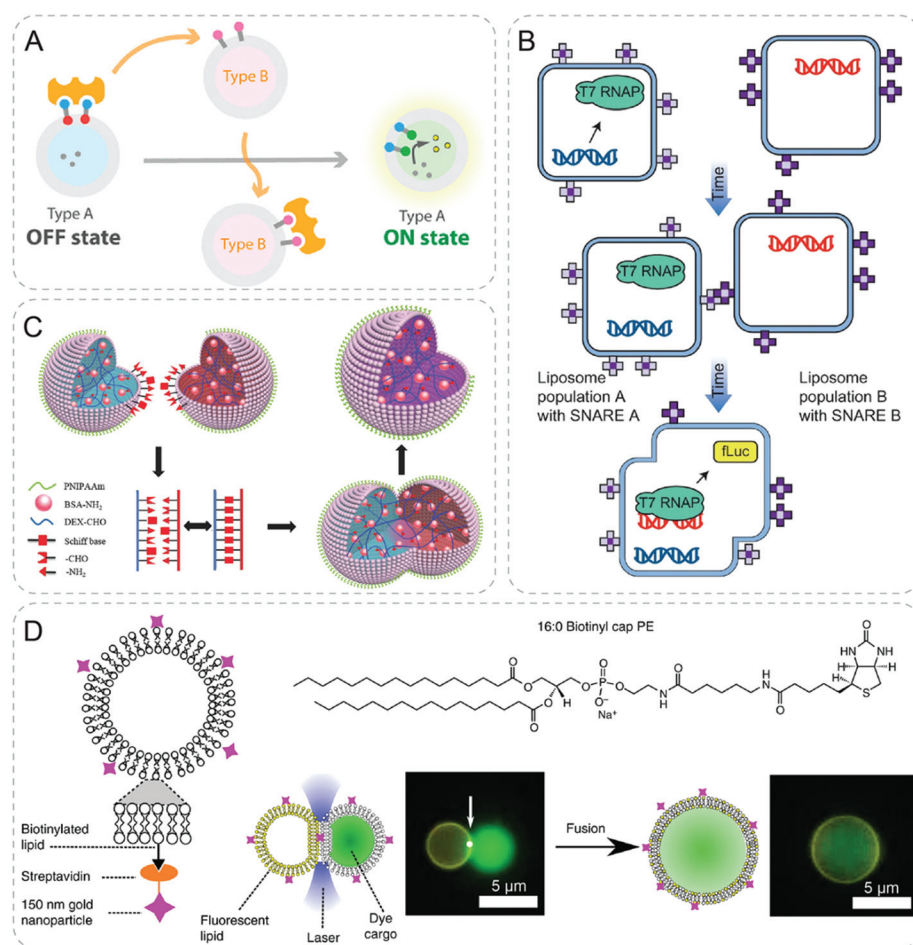 A
Type B
Type A
OFF state
Type B
Type A
ON state
B
T7 RNAP
Time
T7 RNAP
Liposome
population A
with SNARE A
Liposome
population B
with SNARE B
Time
fLuc
T7 RNAP
C
PNIPAAm
BSA-NH2
DEX-CHO
Schiff base
-CHO
-NH2
D
16:0 Biotinyl cap PE
O
O
O
O
O
H
O
P
O−
Na+
O
N
H
O
H
N
O
O
HN
NH
H
H
S
Biotinylated
lipid
Streptavidin
150 nm gold
nanoparticle
Fluorescent
lipid
Laser
Dye
cargo
5 µm
Fusion
5 µm